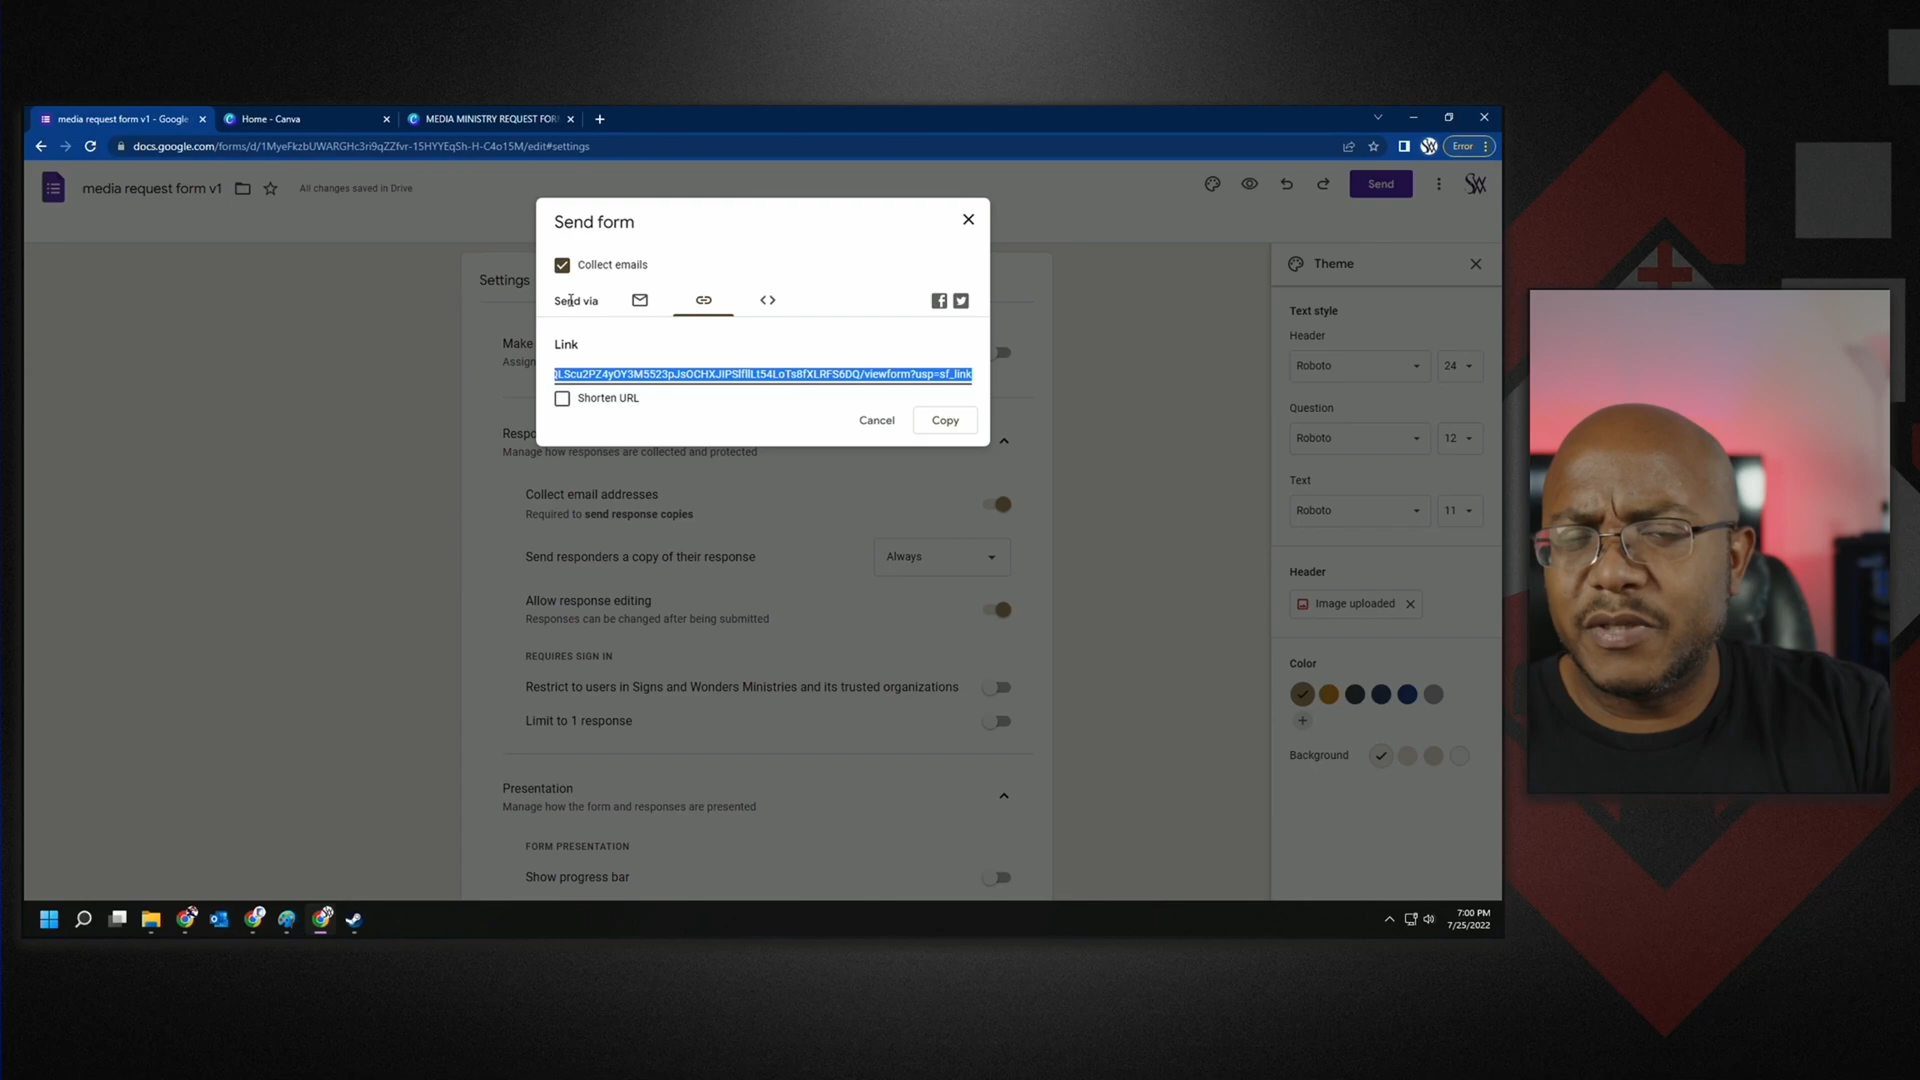 media request form v1 - Google
Home - Canva
MEDIA MINISTRY REQUEST FOR
docs.google.com/forms/d/1MyeFkzbUWARGHc3ri9qZZfvr-15HYYEqSh-H-C4o15M/edit#settings
Error
media request form v1
All changes saved in Drive
Send
SW
Send form
Collect emails
Send via
Link
QLScu2PZ4yOY3M5523pJsOCHXJIPSlfllLt54LoTs8fXLRFS6DQ/viewform?usp=sf_link
Shorten URL
Cancel
Copy
Settings
Make
Assign
Respo
Manage how responses are collected and protected
Collect email addresses
Required to send response copies
Send responders a copy of their response
Always
Allow response editing
Responses can be changed after being submitted
REQUIRES SIGN IN
Restrict to users in Signs and Wonders Ministries and its trusted organizations
Limit to 1 response
Presentation
Manage how the form and responses are presented
FORM PRESENTATION
Show progress bar
Theme
Text style
Header
Roboto
24
Question
Roboto
12
Text
Roboto
11
Header
Image uploaded
Color
Background
7:00 PM
7/25/2022